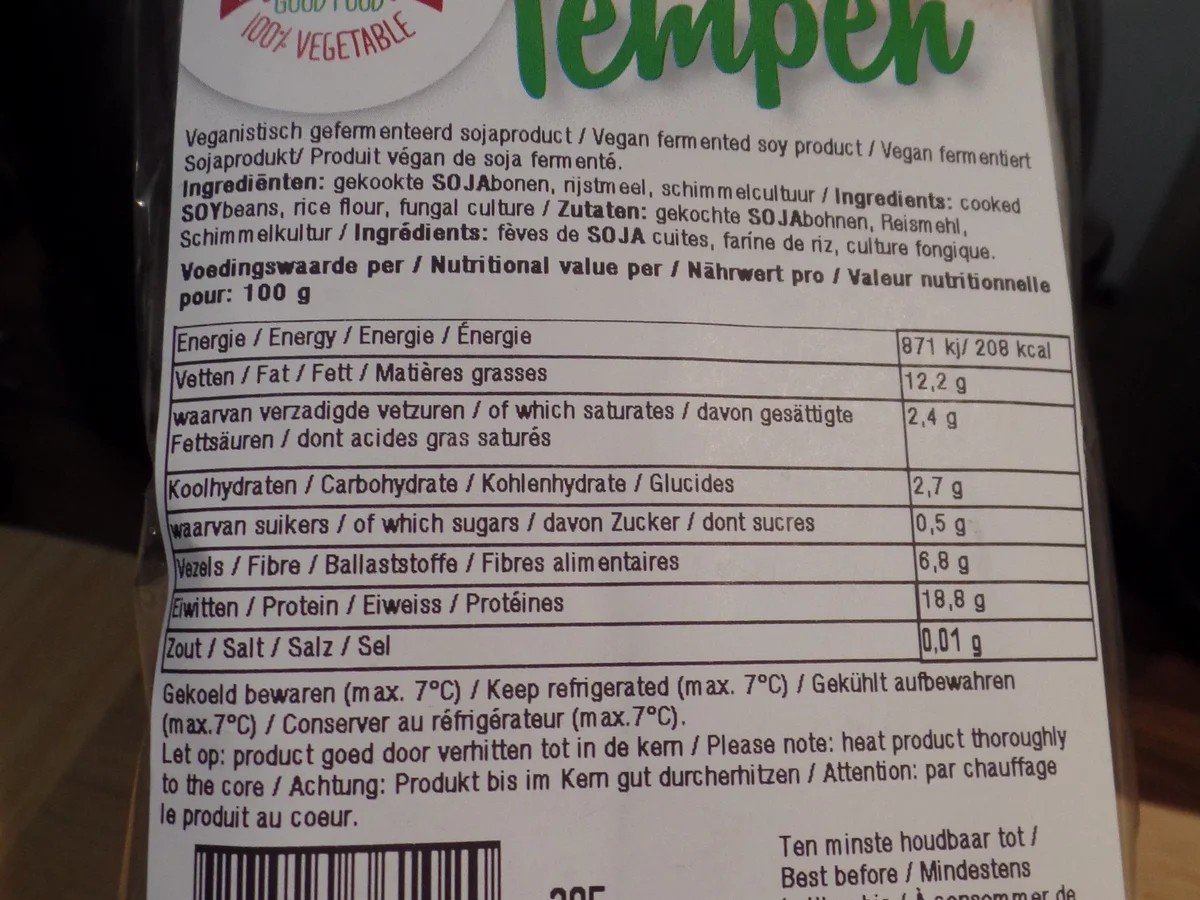 GOOD FOOD
100% VEGETABLE
Tempeh
Veganistisch gefermenteerd sojaproduct / Vegan fermented soy product / Vegan fermentiert
Sojaprodukt/ Produit végan de soja fermenté.
Ingrediënten: gekookte SOJAbonen, rijstmeel, schimmelcultuur / Ingredients: cooked
SOYbeans, rice flour, fungal culture / Zutaten: gekochte SOJAbohnen, Reismehl,
Schimmelkultur / Ingrédients: fèves de SOJA cuites, farine de riz, culture fongique.
Voedingswaarde per / Nutritional value per / Nährwert pro / Valeur nutritionnelle
pour: 100 g
Energie / Energy / Energie / Énergie 871 kj/ 208 kcal
Vetten / Fat / Fett / Matières grasses 12,2 g
waarvan verzadigde vetzuren / of which saturates / davon gesättigte 2,4 g
Fettsäuren / dont acides gras saturés
Koolhydraten / Carbohydrate / Kohlenhydrate / Glucides 2,7 g
waarvan suikers / of which sugars / davon Zucker / dont sucres 0,5 g
Vezels / Fibre / Ballaststoffe / Fibres alimentaires 6,8 g
Eiwitten / Protein / Eiweiss / Protéines 18,8 g
Zout / Salt / Salz / Sel 0,01 g
Gekoeld bewaren (max. 7°C) / Keep refrigerated (max. 7°C) / Gekühlt aufbewahren
(max.7°C) / Conserver au réfrigérateur (max.7°C).
Let op: product goed door verhitten tot in de kern / Please note: heat product thoroughly
to the core / Achtung: Produkt bis im Kern gut durcherhitzen / Attention: par chauffage
le produit au coeur.
Ten minste houdbaar tot /
Best before / Mindestens
/ À consommer de